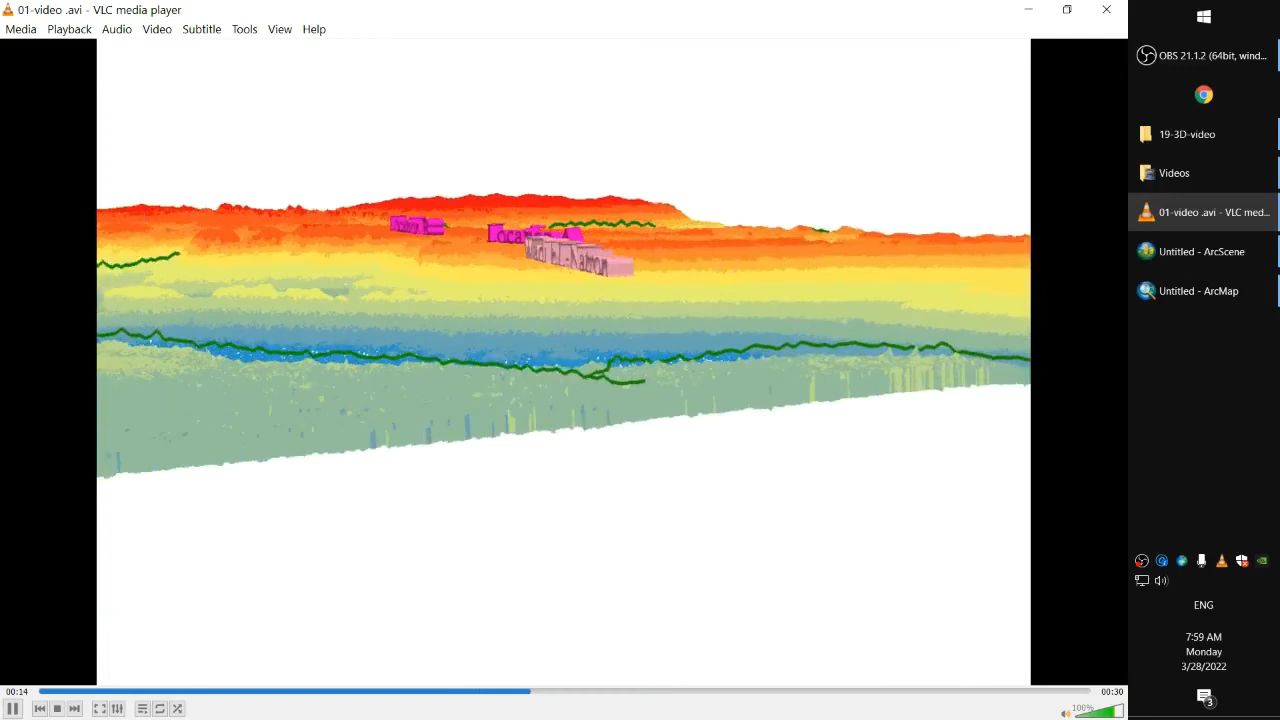 01-video .avi - VLC media player
Media Playback Audio Video Subtitle Tools View Help
00:14
00:30
100%
OBS 21.1.2 (64bit, wind...
19-3D-video
Videos
01-video .avi - VLC med...
Untitled - ArcScene
Untitled - ArcMap
ENG
7:59 AM
Monday
3/28/2022
3